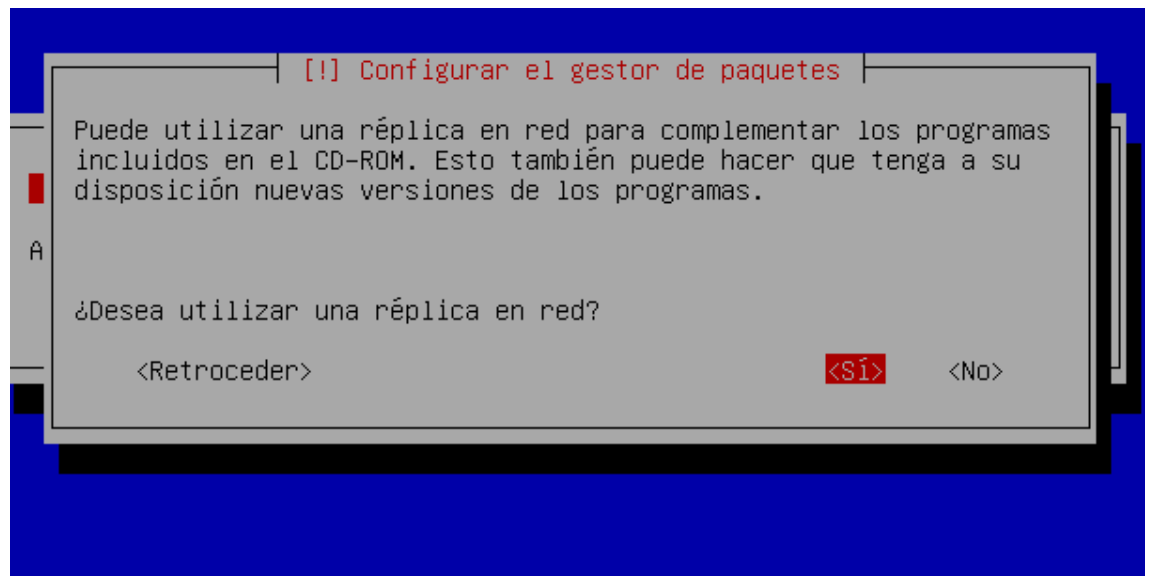 [!] Configurar el gestor de paquetes
Puede utilizar una réplica en red para complementar los programas
incluidos en el CD-ROM. Esto también puede hacer que tenga a su
disposición nuevas versiones de los programas.
A
¿Desea utilizar una réplica en red?
<Retroceder> <Sí> <No>